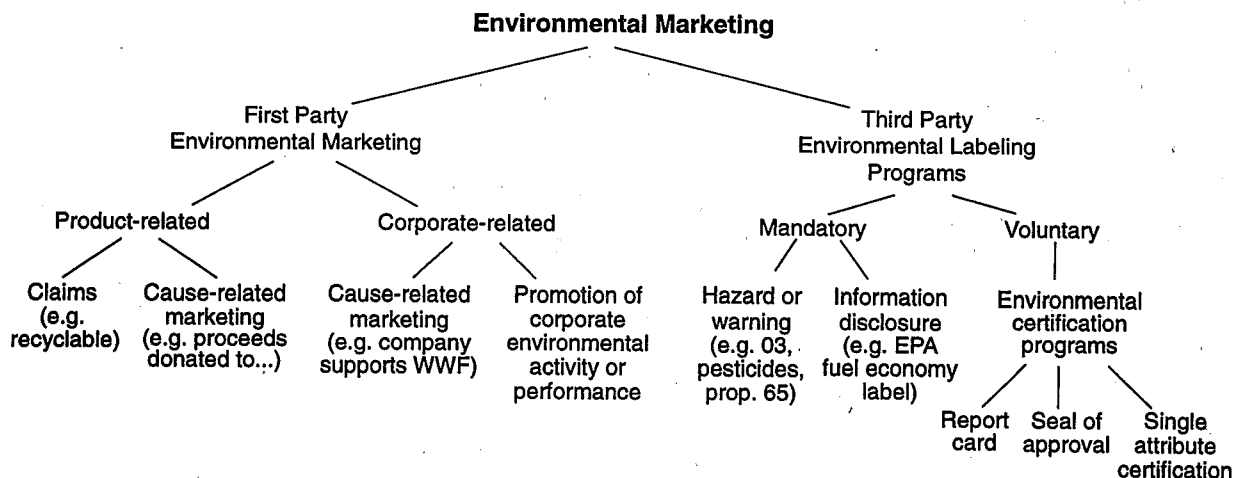 Environmental Marketing
First Party
Environmental Marketing
Third Party
Environmental Labeling
Programs
Product-related
Corporate-related
Mandatory
Voluntary
Claims
(e.g.
recyclable)
Cause-related
marketing
(e.g. proceeds
donated to...)
Cause-related
marketing
(e.g. company
supports WWF)
Promotion of
corporate
environmental
activity or
performance
Hazard or
warning
(e.g. 03,
pesticides,
prop. 65)
Information
disclosure
(e.g. EPA
fuel economy
label)
Environmental
certification
programs
Report
card
Seal of
approval
Single
attribute
certification